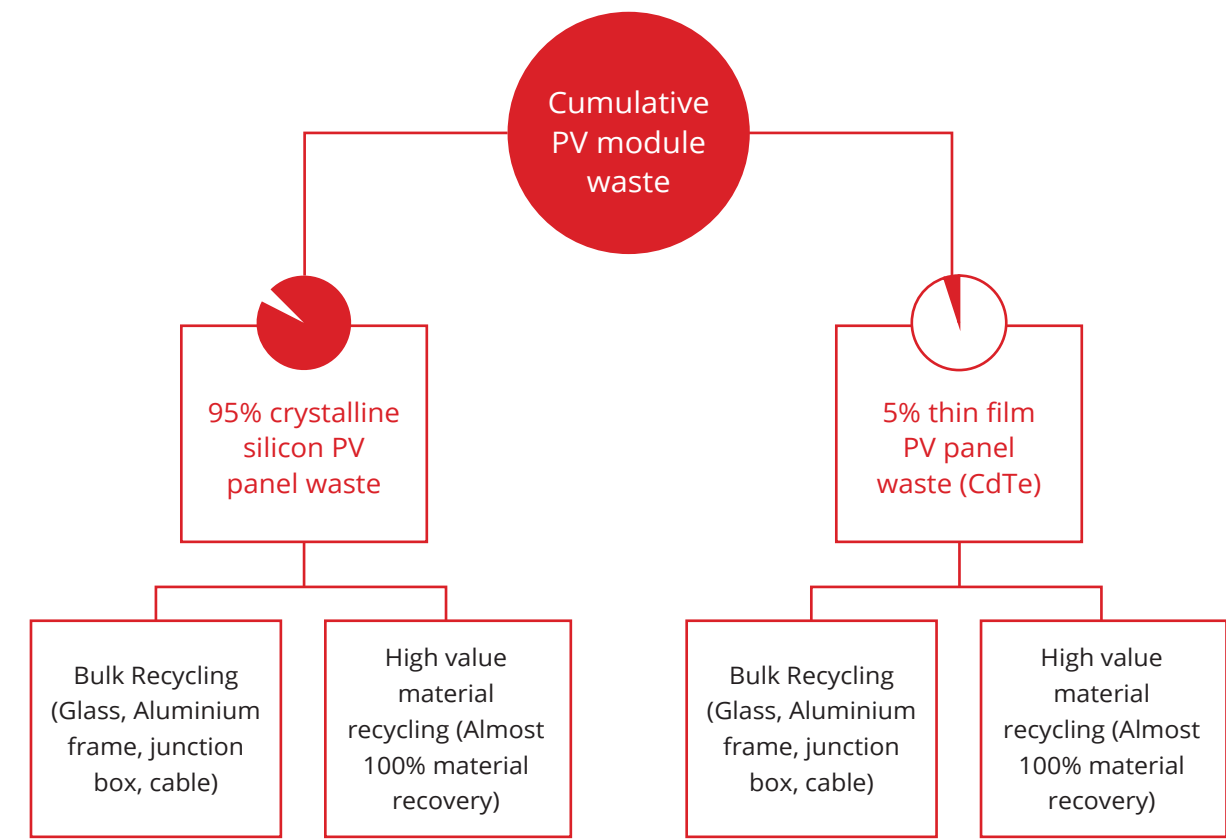 Cumulative
PV module
waste
95% crystalline
silicon PV
panel waste
5% thin film
PV panel
waste (CdTe)
Bulk Recycling
(Glass, Aluminium
frame, junction
box, cable)
High value
material
recycling (Almost
100% material
recovery)
Bulk Recycling
(Glass, Aluminium
frame, junction
box, cable)
High value
material
recycling (Almost
100% material
recovery)